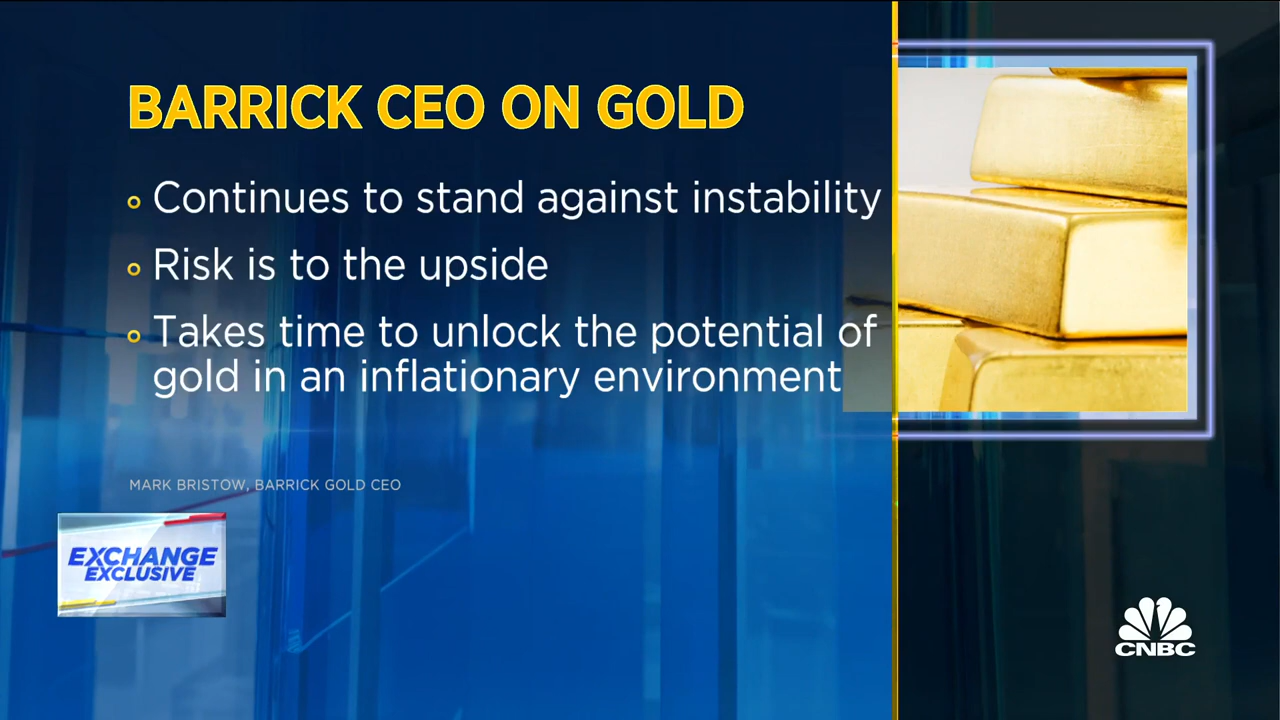 BARRICK CEO ON GOLD
Continues to stand against instability
Risk is to the upside
Takes time to unlock the potential of
gold in an inflationary environment
MARK BRISTOW, BARRICK GOLD CEO
EXCHANGE
EXCLUSIVE
CNBC